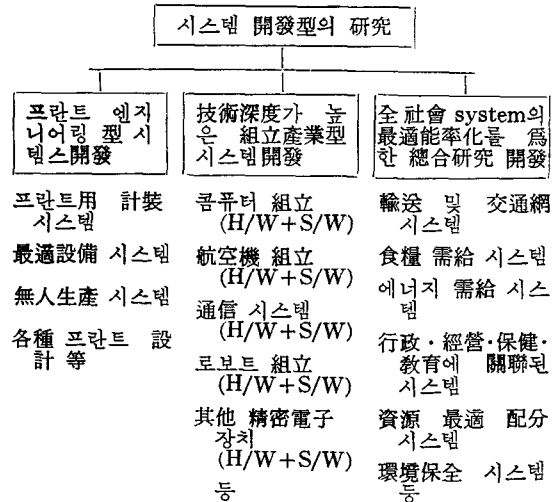 시스템 開發型의 硏究
프란트 엔지
니어링 型 시
템스開發
프란트用 計裝
시스템
最適設備 시스템
無人生產 시스템
各種 프란트 設
計 等
技術深度가 높
은 組立產業型
시스템開發
콤퓨터 組立
(H/W+S/W)
航空機 組立
(H/W+S/W)
通信 시스템
(H/W+S/W)
로보트 組立
(H/W+S/W)
其他 精密電子
장치
(H/W+S/W)
등
全 社會 system의
最適能率化를 爲
한 總合硏究 開發
輸送 및 交通網
시스템
食糧 需給 시스템
에너지 需給 시스
템
行政·經營·保健·
敎育에 關聯된
시스템
資源 最適 配分
시스템
環境保全 시스템
등